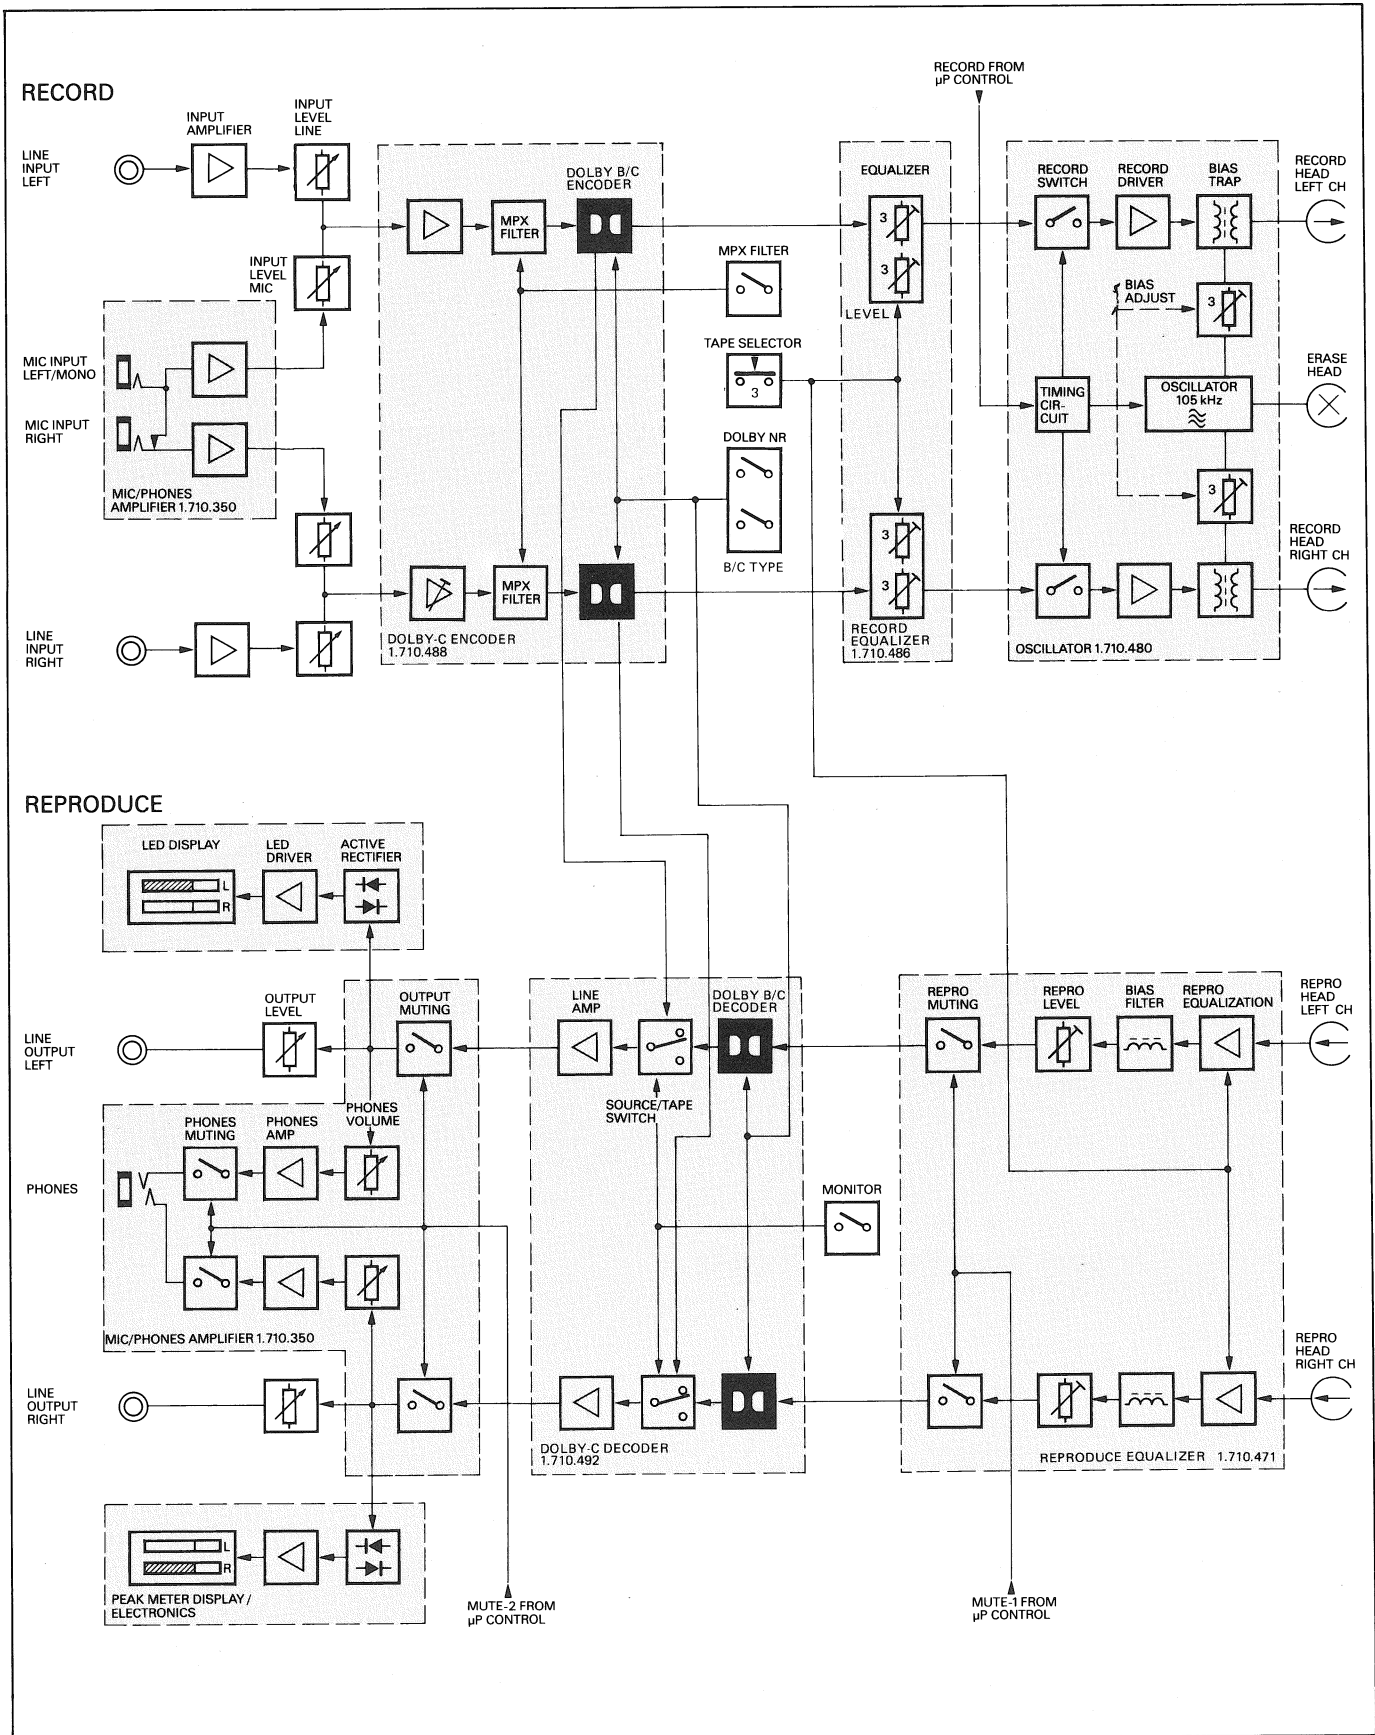 RECORD FROM
µP CONTROL
RECORD
INPUT
AMPLIFIER
INPUT
LEVEL
LINE
LINE
INPUT
LEFT
DOLBY B/C
ENCODER
MPX
FILTER
EQUALIZER
3
3
LEVEL
RECORD
SWITCH
RECORD
DRIVER
BIAS
TRAP
RECORD
HEAD
LEFT CH
INPUT
LEVEL
MIC
MPX FILTER
BIAS
ADJUST
3
MIC INPUT
LEFT/MONO
TAPE SELECTOR
3
TIMING
CIR-
CUIT
OSCILLATOR
105 kHz
ERASE
HEAD
MIC INPUT
RIGHT
MIC/PHONES
AMPLIFIER 1.710.350
DOLBY NR
B/C TYPE
3
3
3
RECORD
HEAD
RIGHT CH
MPX
FILTER
LINE
INPUT
RIGHT
DOLBY-C ENCODER
1.710.488
RECORD
EQUALIZER
1.710.486
OSCILLATOR 1.710.480
REPRODUCE
LED DISPLAY
LED
DRIVER
ACTIVE
RECTIFIER
L
R
LINE
OUTPUT
LEFT
OUTPUT
LEVEL
OUTPUT
MUTING
LINE
AMP
DOLBY B/C
DECODER
REPRO
MUTING
REPRO
LEVEL
BIAS
FILTER
REPRO
EQUALIZATION
REPRO
HEAD
LEFT CH
SOURCE/TAPE
SWITCH
PHONES
MUTING
PHONES
AMP
PHONES
VOLUME
PHONES
MONITOR
MIC/PHONES AMPLIFIER 1.710.350
REPRO
HEAD
RIGHT CH
LINE
OUTPUT
RIGHT
DOLBY-C DECODER
1.710.492
REPRODUCE EQUALIZER 1.710.471
L
R
PEAK METER DISPLAY/
ELECTRONICS
MUTE-2 FROM
µP CONTROL
MUTE-1 FROM
µP CONTROL